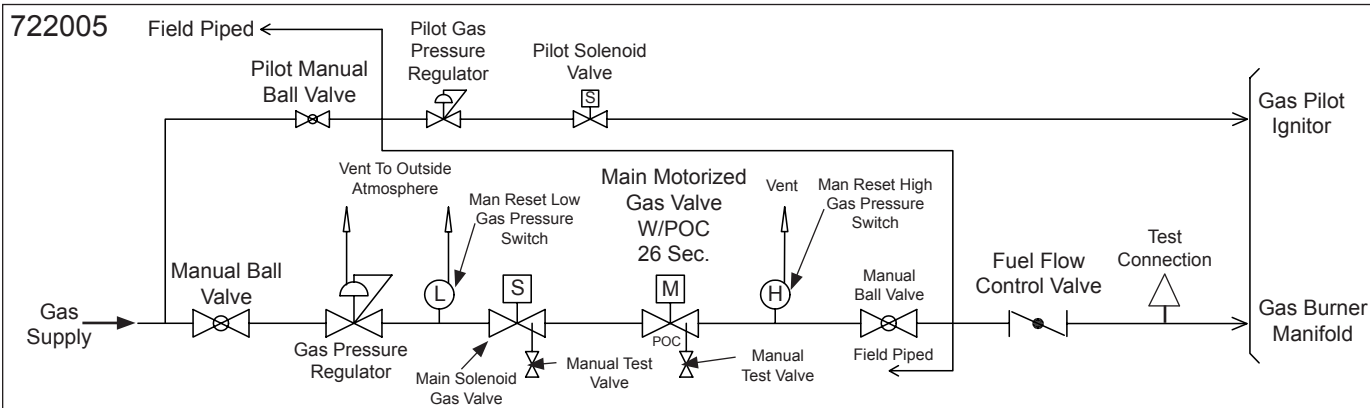 722005
Field Piped
Pilot Gas
Pressure
Regulator
Pilot Solenoid
Valve
Pilot Manual
Ball Valve
S
Gas Pilot
Ignitor
Vent To Outside
Atmosphere
Man Reset Low
Gas Pressure
Switch
Main Motorized
Gas Valve
W/POC
26 Sec.
Vent
Man Reset High
Gas Pressure
Switch
Manual Ball
Valve
Manual
Ball Valve
Fuel Flow
Control Valve
Test
Connection
L
S
M
H
Gas
Supply
Gas Burner
Manifold
Gas Pressure
Regulator
Main Solenoid
Gas Valve
Manual Test
Valve
POC
Manual
Test Valve
Field Piped